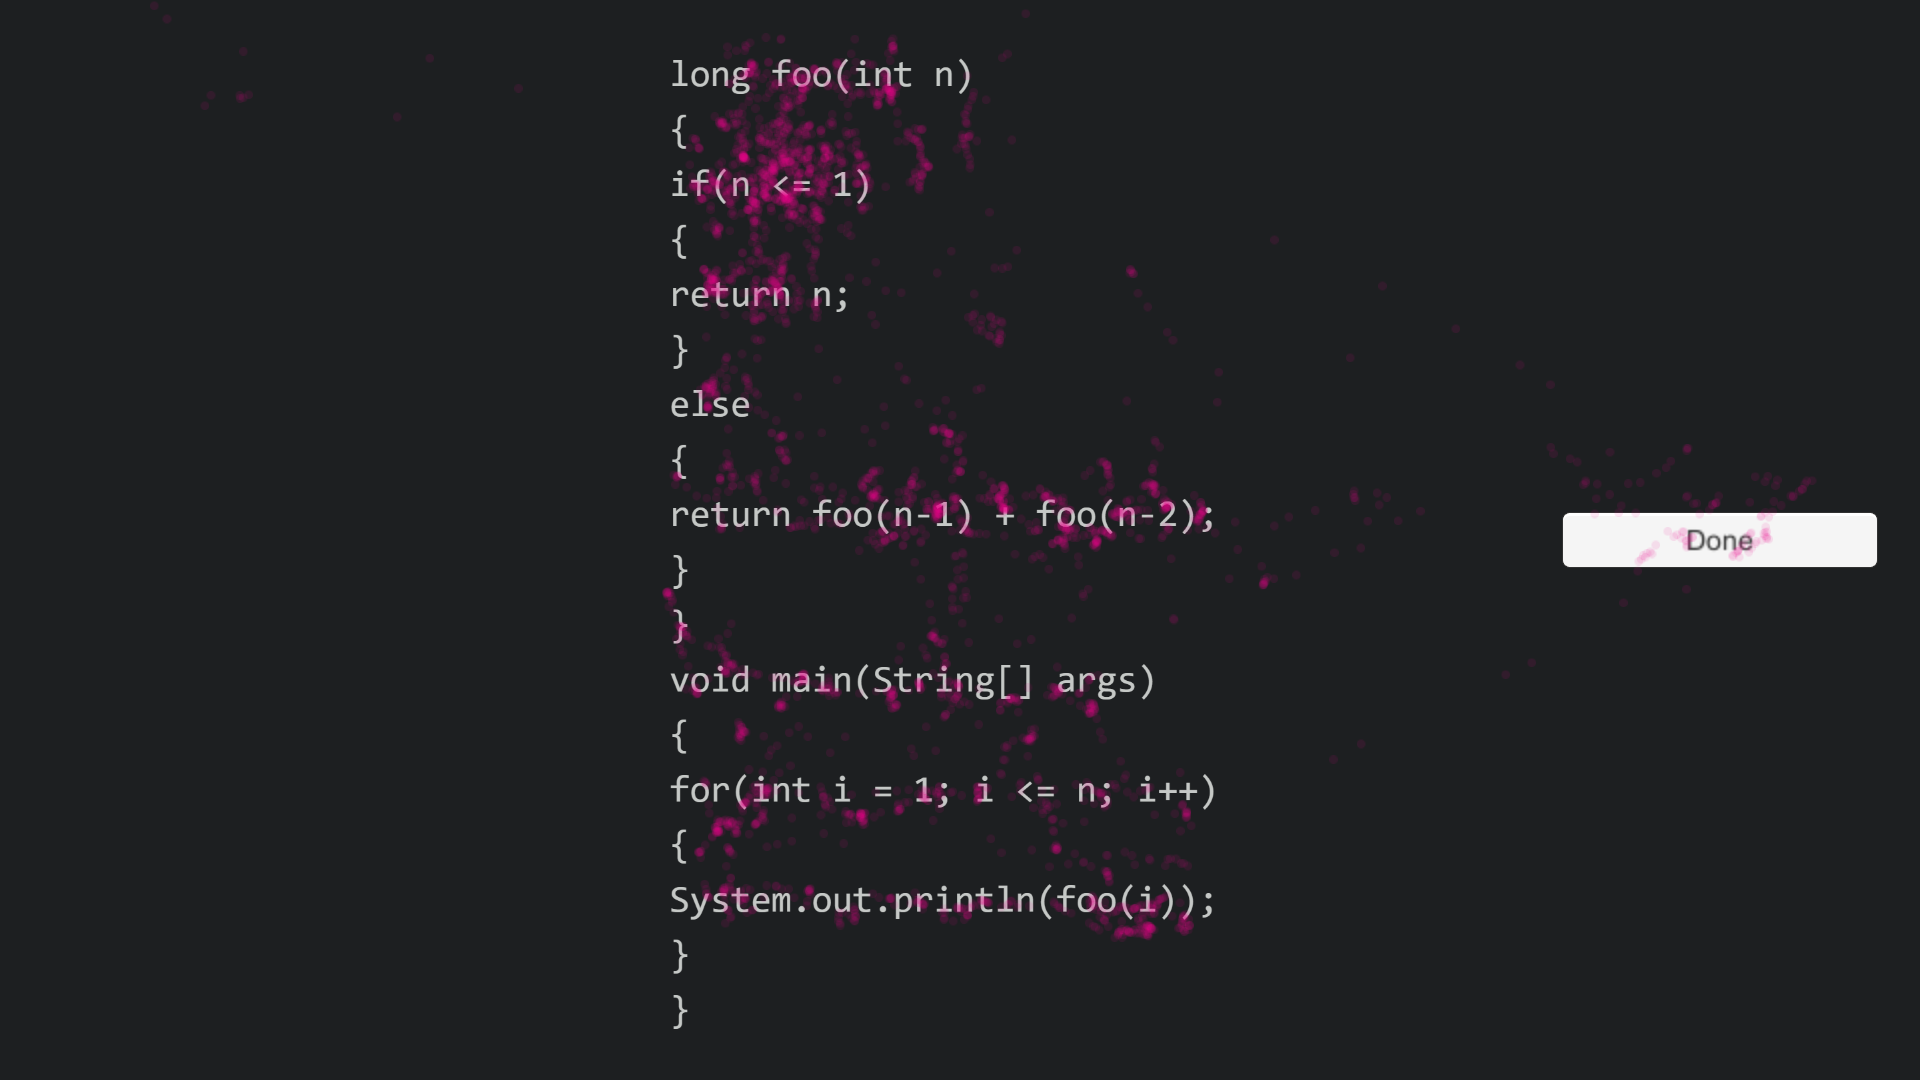 long foo(int n)
{
if(n <= 1)
{
return n;
}
else
{
return foo(n-1) + foo(n-2);
}
}
void main(String[] args)
{
for(int i = 1; i <= n; i++)
{
System.out.println(foo(i));
}
}
Done